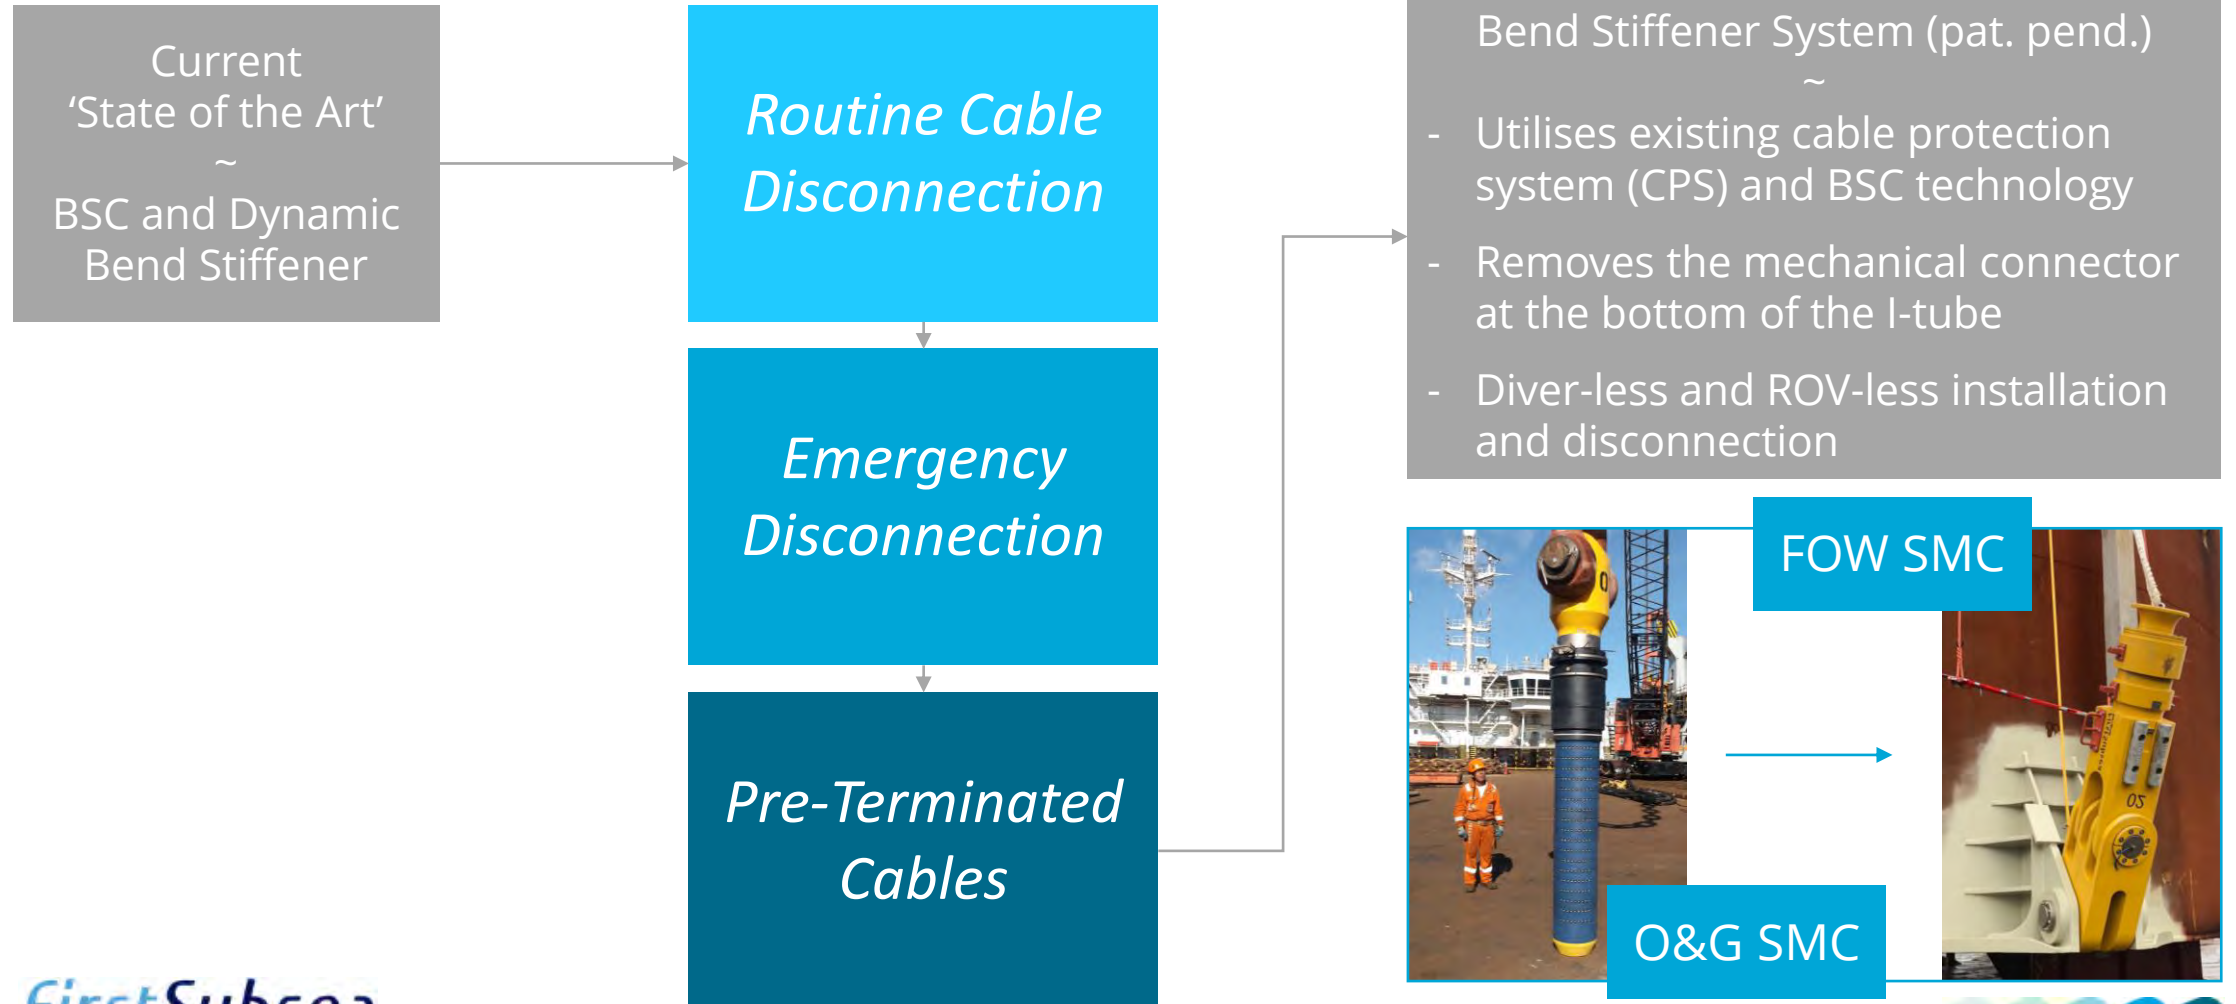 Current
‘State of the Art’
~
BSC and Dynamic
Bend Stiffener
Routine Cable
Disconnection
Emergency
Disconnection
Pre-Terminated
Cables
Bend Stiffener System (pat. pend.)
~
- Utilises existing cable protection
system (CPS) and BSC technology
- Removes the mechanical connector
at the bottom of the I-tube
- Diver-less and ROV-less installation
and disconnection
FOW SMC
O&G SMC
02
FirstSubsea